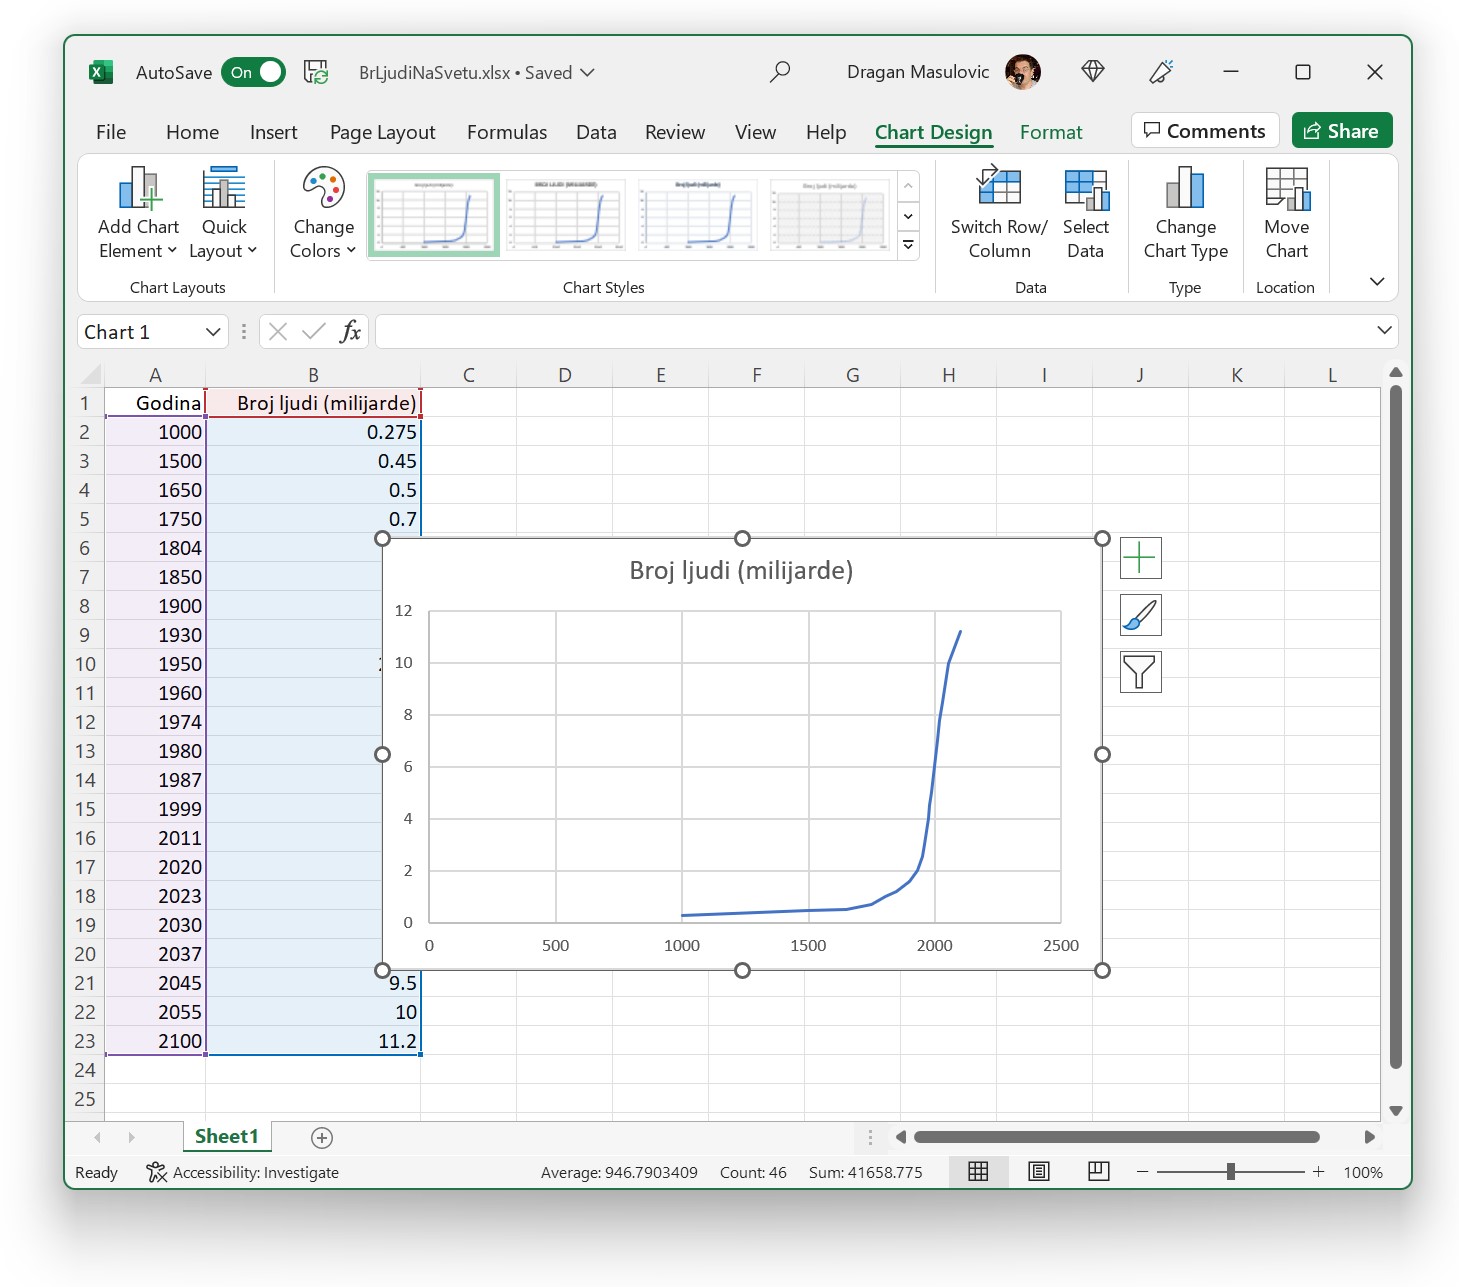 AutoSave On BrLjudiNaSvetu.xlsx • Saved Dragan Masulovic
File Home Insert Page Layout Formulas Data Review View Help Chart Design Format Comments Share
Add Chart Element Quick Layout Change Colors Switch Row/ Column Select Data Change Chart Type Move Chart
Chart Layouts Chart Styles Data Type Location
Chart 1 fx
A B C D E F G H I J K L
1 Godina Broj ljudi (milijarde)
2 1000 0.275
3 1500 0.45
4 1650 0.5
5 1750 0.7
6 1804
7 1850
8 1900
9 1930
10 1950
11 1960
12 1974
13 1980
14 1987
15 1999
16 2011
17 2020
18 2023
19 2030
20 2037
21 2045 9.5
22 2055 10
23 2100 11.2
24
25
Broj ljudi (milijarde)
12
10
8
6
4
2
0
0 500 1000 1500 2000 2500
Sheet1
Ready Accessibility: Investigate Average: 946.7903409 Count: 46 Sum: 41658.775 100%